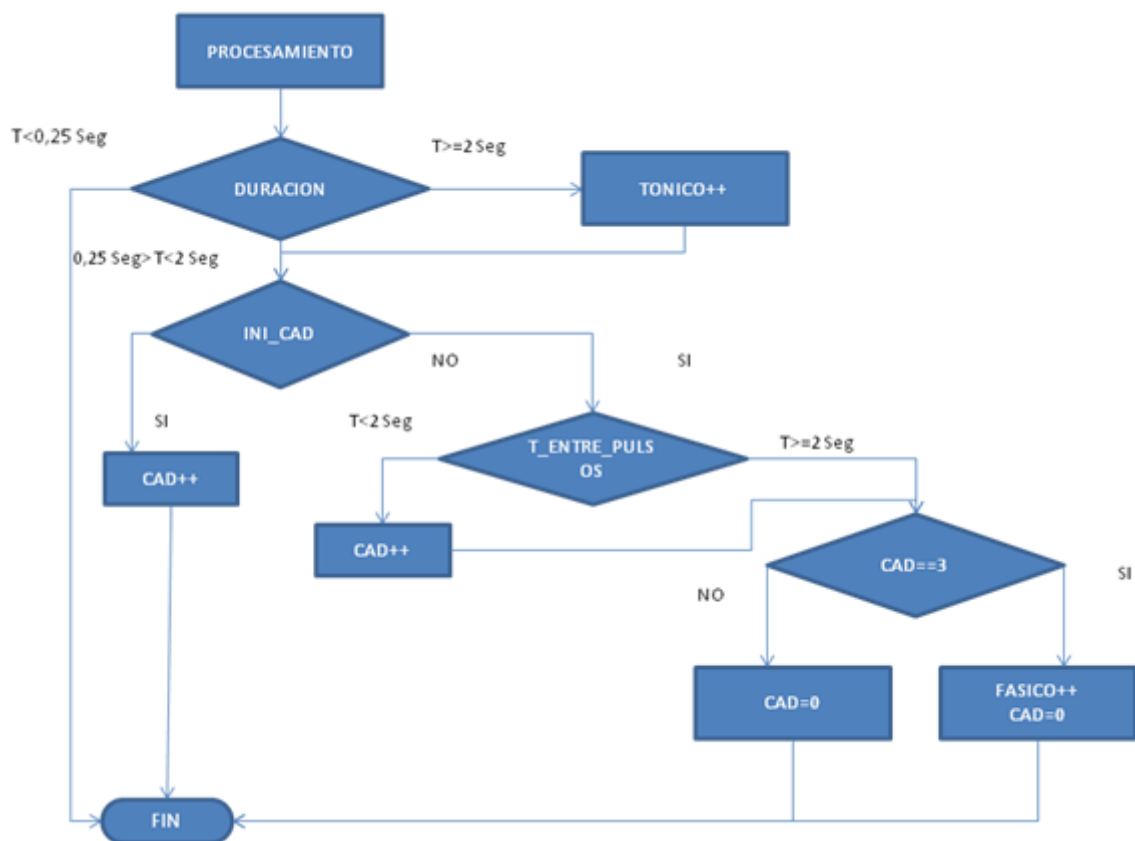 PROCESAMIENTO
T<0,25 Seg
T>=2 Seg
DURACION
TONICO++
0,25 Seg>T<2 Seg
INI_CAD
NO
SI
SI
T<2 Seg
T_ENTRE_PULS
OS
T>=2 Seg
CAD++
CAD++
CAD==3
NO
SI
CAD=0
FASICO++
CAD=0
FIN